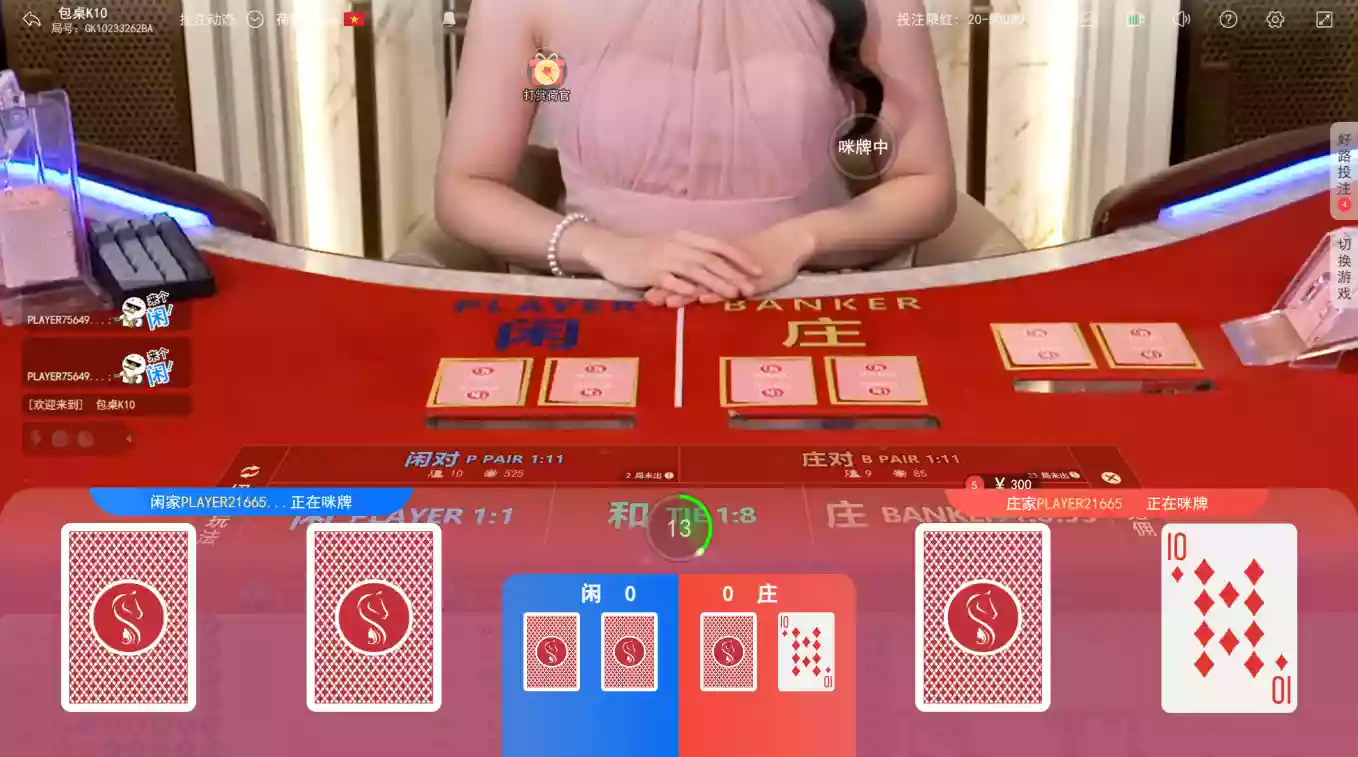 包桌K10
局号: GK10233262BA
投注动态
荷
投注限红: 20-50000
打赏荷官
咪牌中
好路投注
4
切换游戏
PLAYER75649...:
来个闲!
PLAYER75649...:
来个闲!
[欢迎来到] 包桌K10
PLAYER BANKER
闲 庄
闲对 P PAIR 1:11
10 525
2 局未出
庄对 B PAIR 1:11
9 85
23 局未出
5 ¥ 300
闲家PLAYER21665... 正在咪牌
庄家PLAYER21665 正在咪牌
玩法
闲 PLAYER 1:1
和 TIE 1:8
庄 BANKER
佣
13
闲 0
0 庄
10
10
10
10